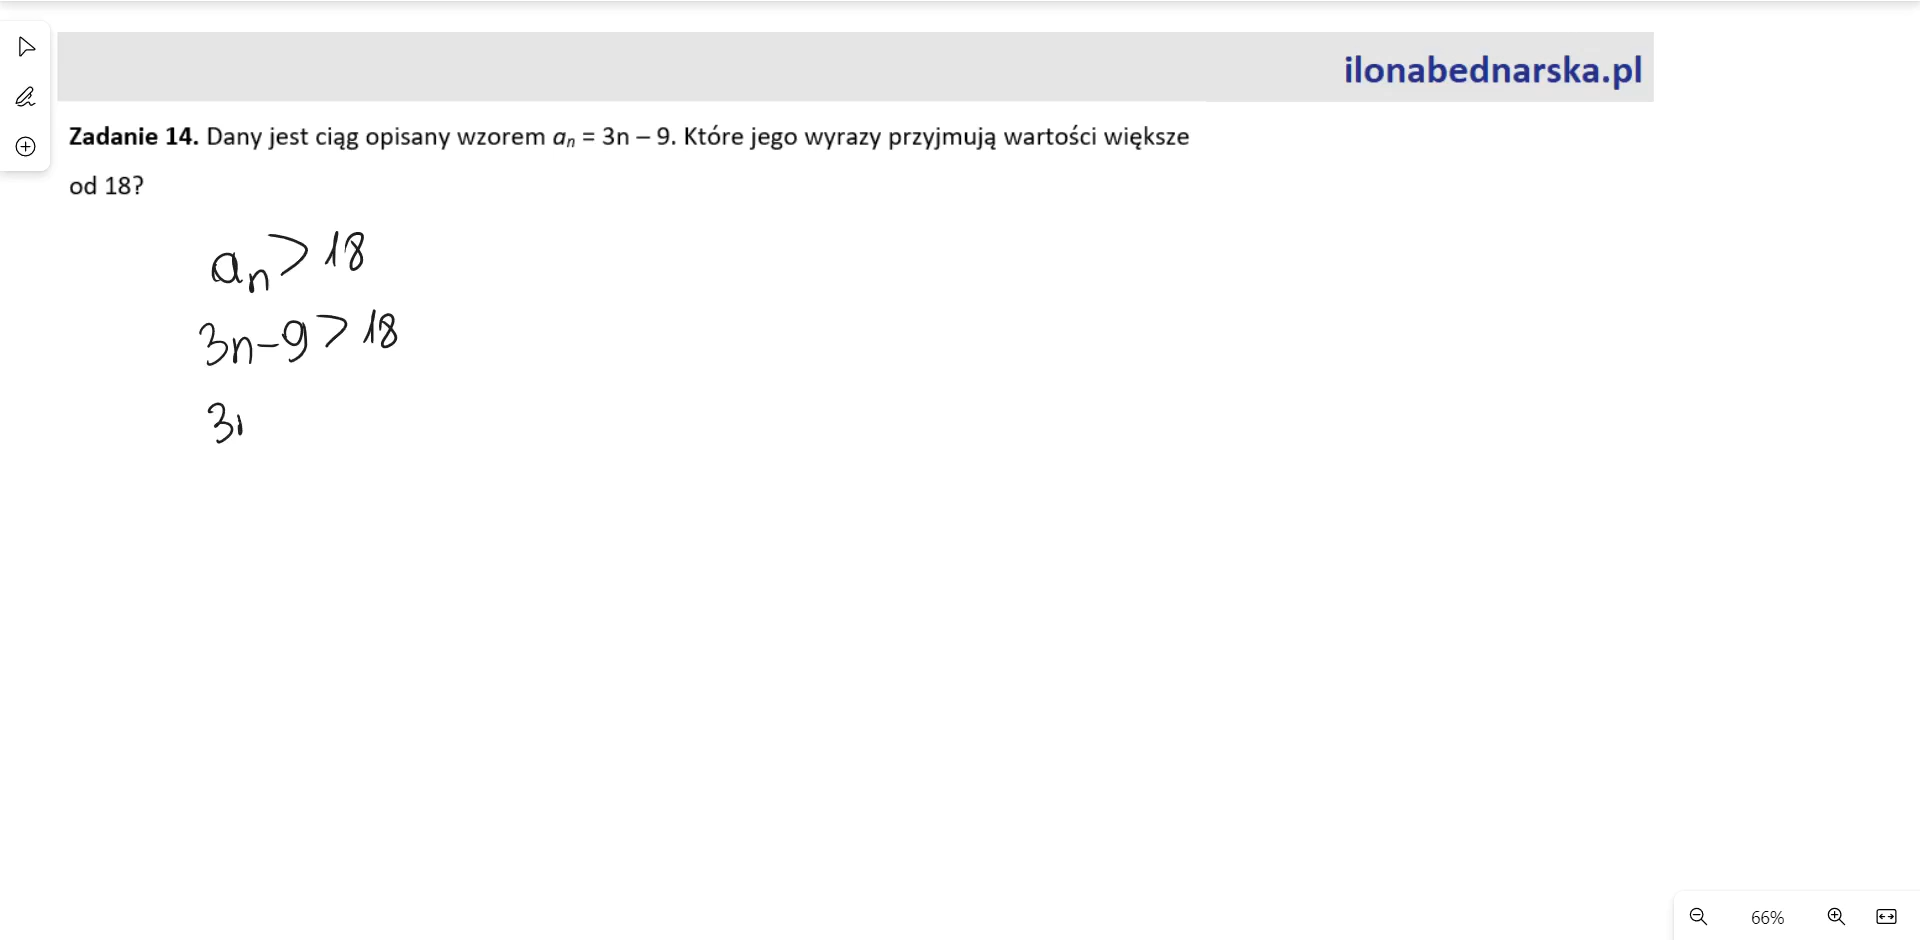 ilonabednarska.pl
Zadanie 14. Dany jest ciąg opisany wzorem aₙ = 3n – 9. Które jego wyrazy przyjmują wartości większe
od 18?
aₙ > 18
3n – 9 > 18
3
66%